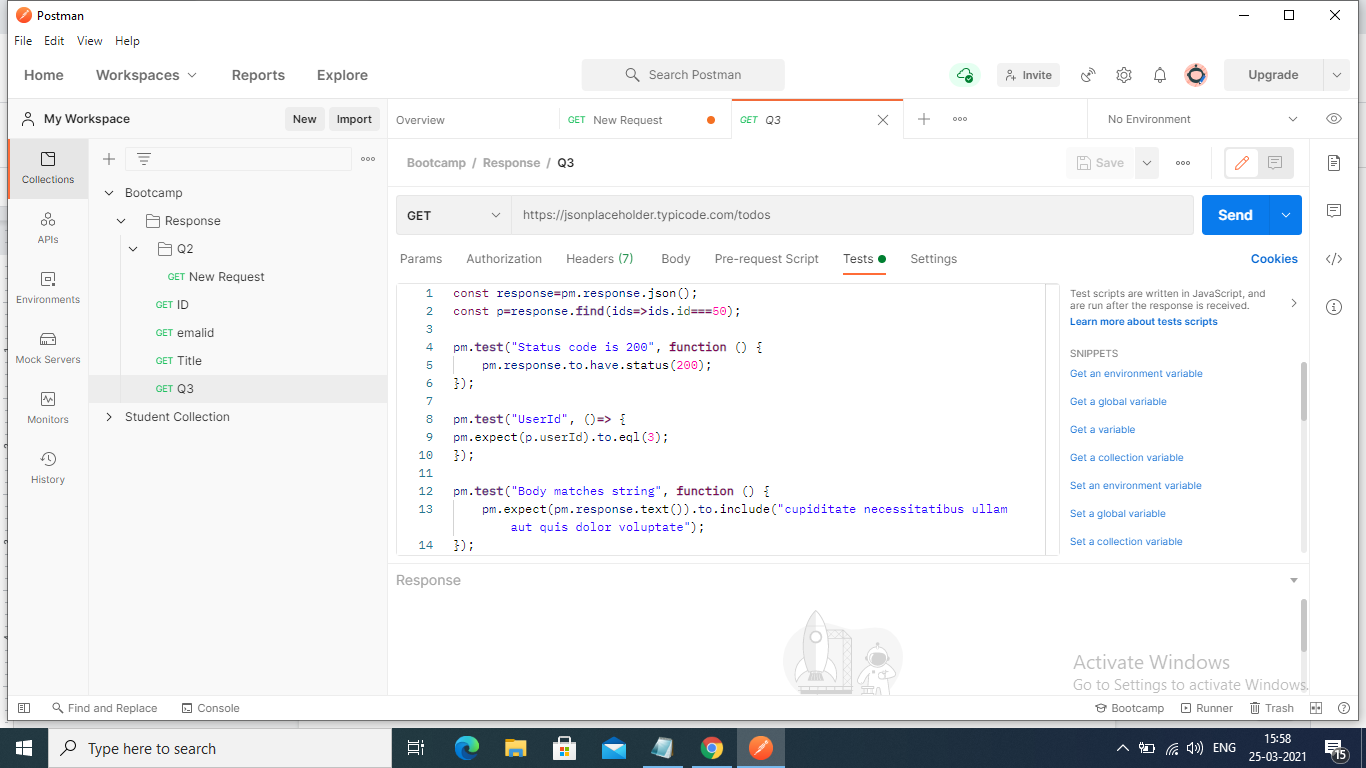 Postman
File Edit View Help
Home Workspaces Reports Explore Search Postman Invite Upgrade
My Workspace New Import Overview GET New Request GET Q3 No Environment
Collections
APIs
Environments
Mock Servers
Monitors
History
Bootcamp
Response
Q2
GET New Request
GET ID
GET emalid
GET Title
GET Q3
Student Collection
Bootcamp / Response / Q3 Save
GET https://jsonplaceholder.typicode.com/todos Send
Params Authorization Headers (7) Body Pre-request Script Tests Settings Cookies
1 const response=pm.response.json();
2 const p=response.find(ids=>ids.id===50);
3
4 pm.test("Status code is 200", function () {
5 pm.response.to.have.status(200);
6 });
7
8 pm.test("UserId", ()=> {
9 pm.expect(p.userId).to.eql(3);
10 });
11
12 pm.test("Body matches string", function () {
13 pm.expect(pm.response.text()).to.include("cupiditate necessitatibus ullam
aut quis dolor voluptate");
14 });
Test scripts are written in JavaScript, and
are run after the response is received.
Learn more about tests scripts
SNIPPETS
Get an environment variable
Get a global variable
Get a variable
Get a collection variable
Set an environment variable
Set a global variable
Set a collection variable
Response
Activate Windows
Go to Settings to activate Windows.
Find and Replace Console Bootcamp Runner Trash
Type here to search ENG 15:58
25-03-2021
15